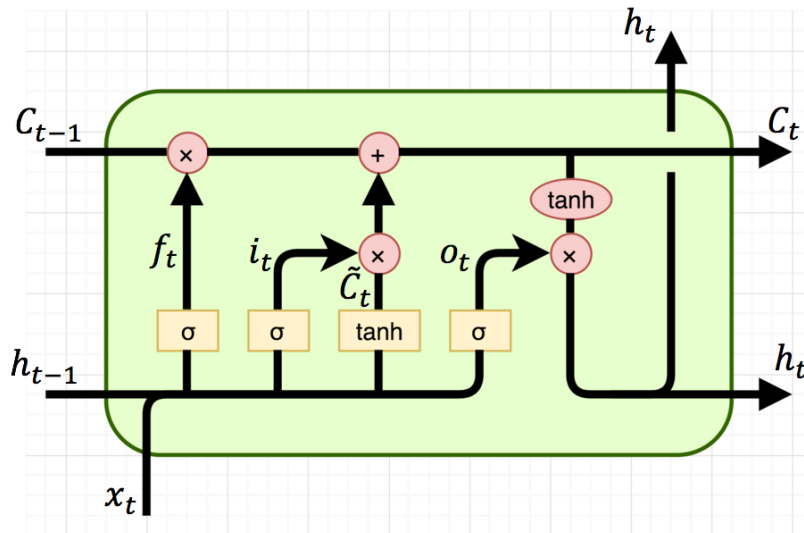 h_t
C_{t-1}
C_t
×
+
tanh
f_t
i_t
×
o_t
×
C̃_t
σ
σ
tanh
σ
h_{t-1}
h_t
x_t